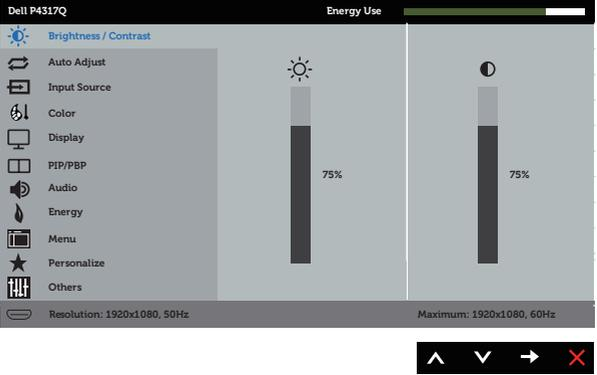 Dell P4317Q
Energy Use
Brightness / Contrast
Auto Adjust
Input Source
Color
Display
PIP/PBP
Audio
Energy
Menu
Personalize
Others
75%
75%
Resolution: 1920x1080, 50Hz
Maximum: 1920x1080, 60Hz